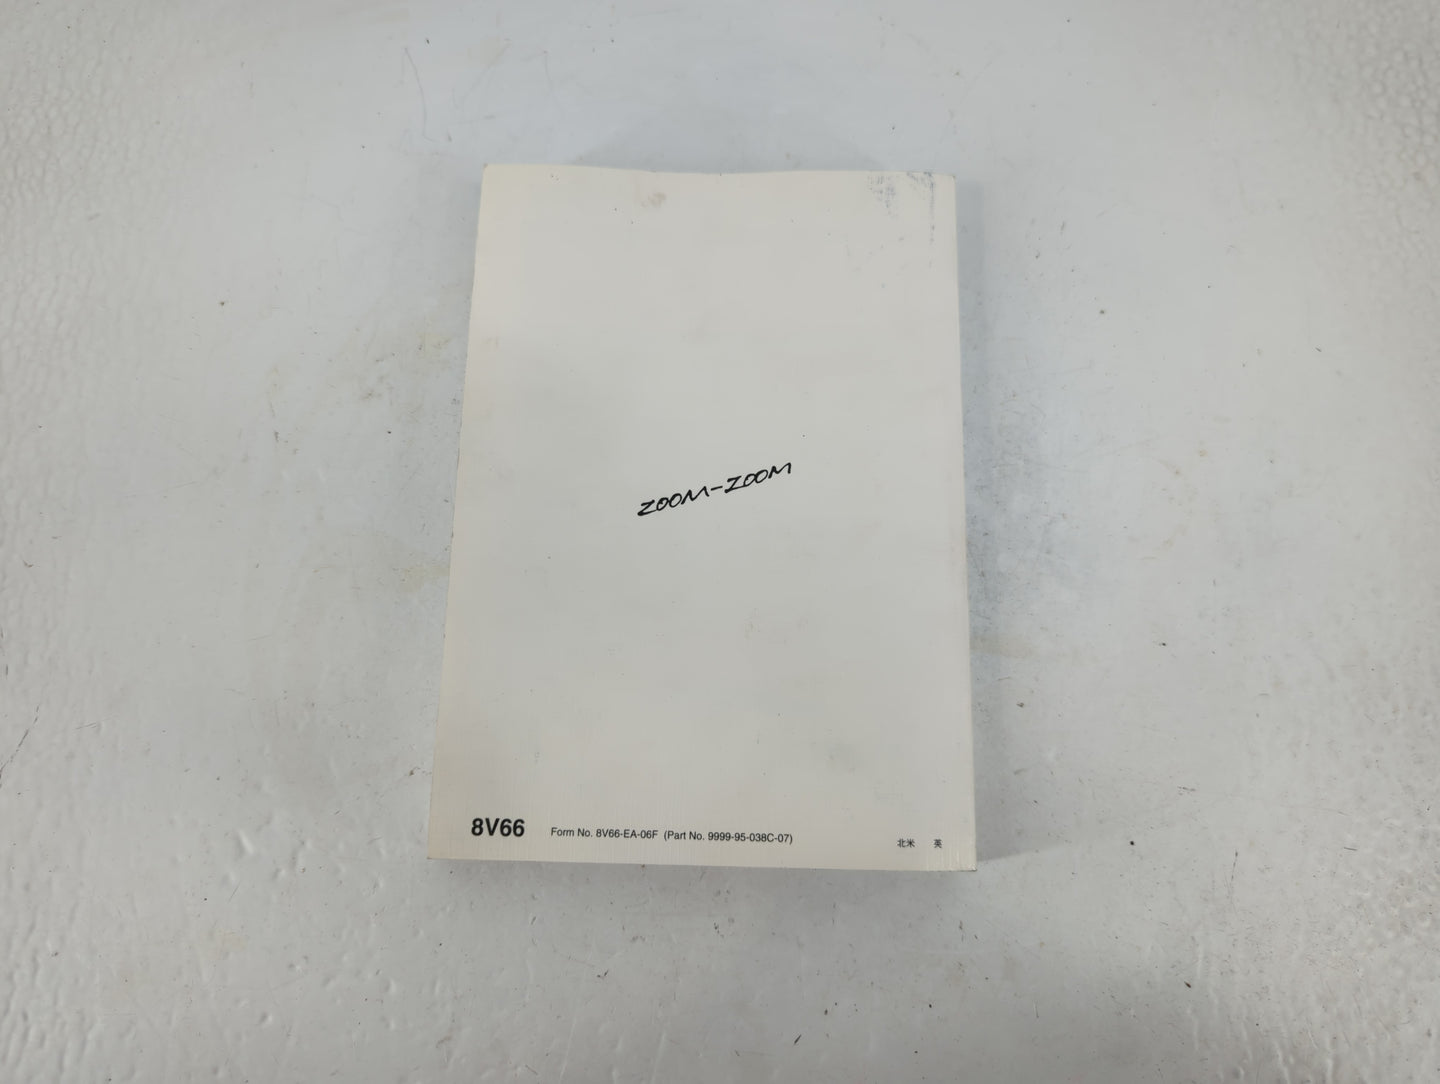 ZOOM-ZOOM
8V66 Form No. 8V66-EA-06F (Part No. 9999-95-038C-07) 北米 英